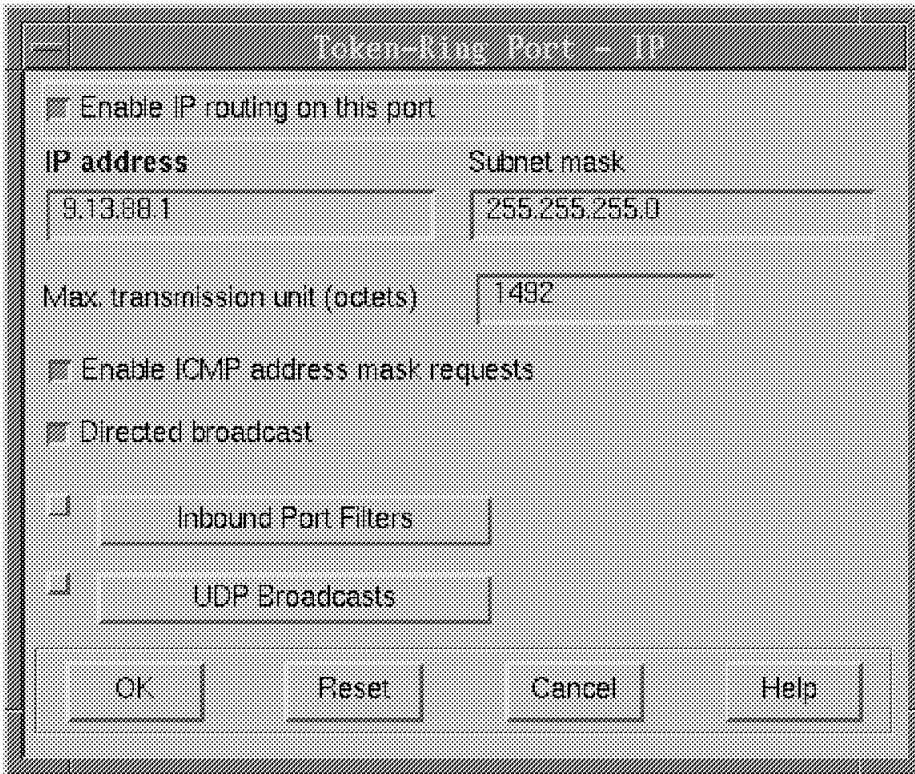 Token-Ring Port - IP
Enable IP routing on this port
IP address Subnet mask
9.13.88.1 255.255.255.0
Max. transmission unit (octets) 1492
Enable ICMP address mask requests
Directed broadcast
Inbound Port Filters
UDP Broadcasts
OK Reset Cancel Help